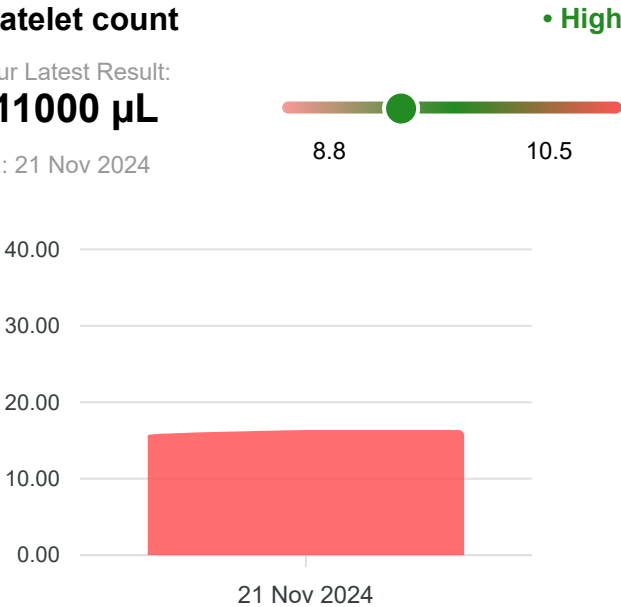 atelet count
• High
ur Latest Result:
11000 µL
: 21 Nov 2024
8.8
10.5
40.00
30.00
20.00
10.00
0.00
21 Nov 2024